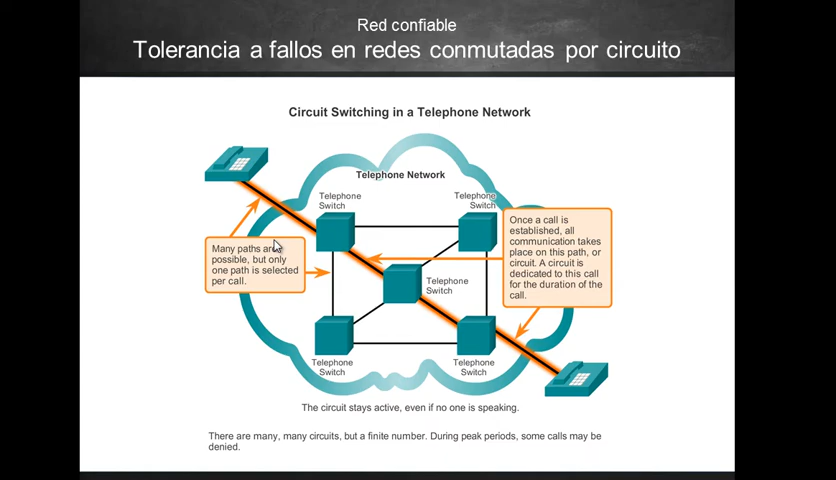 Red confiable
Tolerancia a fallos en redes conmutadas por circuito
Circuit Switching in a Telephone Network
Telephone Network
Telephone
Switch
Telephone
Switch
Many paths are
possible, but only
one path is selected
per call.
Once a call is
established, all
communication takes
place on this path, or
circuit. A circuit is
dedicated to this call
for the duration of the
call.
Telephone
Switch
Telephone
Switch
Telephone
Switch
The circuit stays active, even if no one is speaking.
There are many, many circuits, but a finite number. During peak periods, some calls may be
denied.